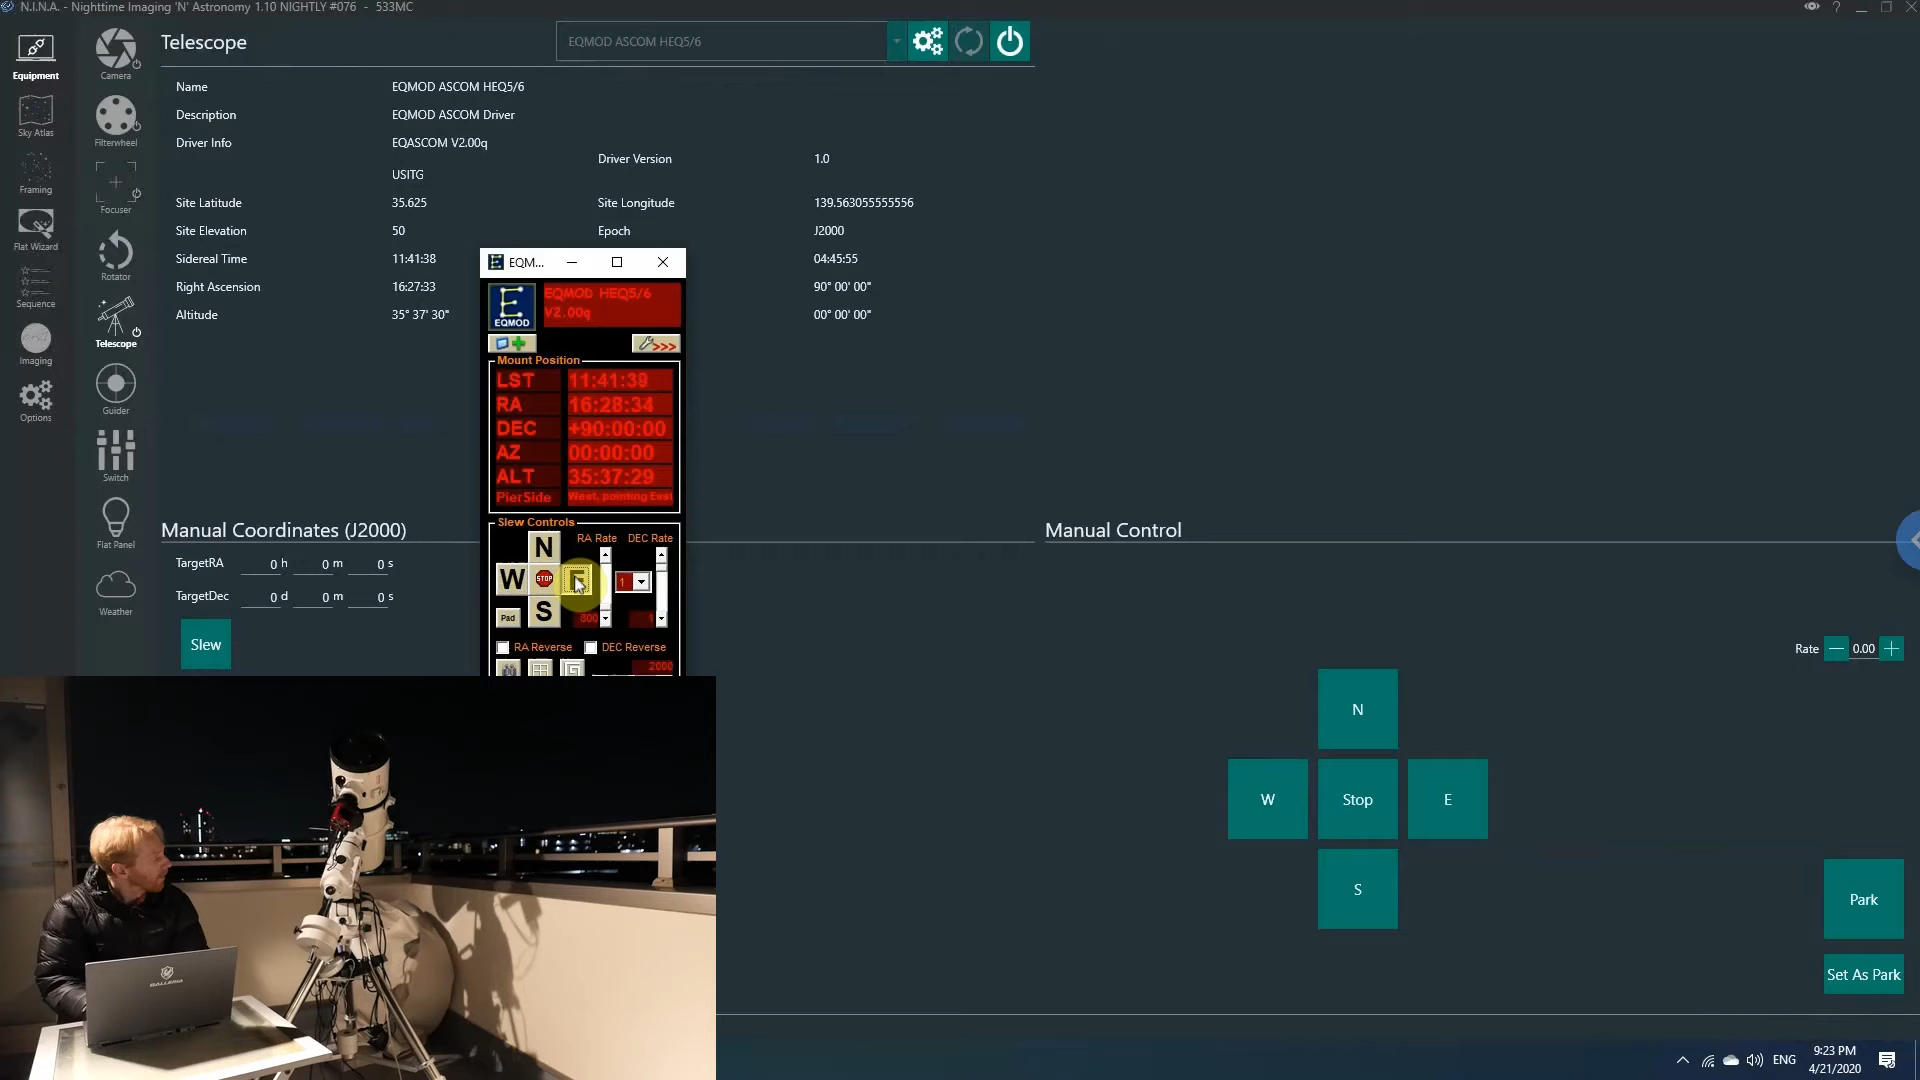 N.I.N.A. - Nighttime Imaging 'N' Astronomy 1.10 NIGHTLY #076 - 533MC
Equipment
Sky Atlas
Framing
Flat Wizard
Sequence
Imaging
Options
Camera
Filterwheel
Focuser
Rotator
Telescope
Guider
Switch
Flat Panel
Weather
Telescope
EQMOD ASCOM HEQ5/6
Name EQMOD ASCOM HEQ5/6
Description EQMOD ASCOM Driver
Driver Info EQASCOM V2.00q
USITG
Driver Version 1.0
Site Latitude 35.625 Site Longitude 139.563055555556
Site Elevation 50 Epoch J2000
Sidereal Time 11:41:38 04:45:55
Right Ascension 16:27:33 90° 00' 00"
Altitude 35° 37' 30" 00° 00' 00"
EQM...
EQMOD
EQMOD HEQ5/6
V2.00q
>>>
Mount Position
LST 11:41:39
RA 16:28:34
DEC +90:00:00
AZ 00:00:00
ALT 35:37:29
PierSide West, pointing East
Slew Controls
N RA Rate DEC Rate
W STOP E 1
Pad S 800 1
RA Reverse DEC Reverse
2000
Manual Coordinates (J2000)
TargetRA 0 h 0 m 0 s
TargetDec 0 d 0 m 0 s
Slew
Manual Control
Rate 0.00
N
W Stop E
S
Park
Set As Park
GALLERIA
ENG
9:23 PM
4/21/2020